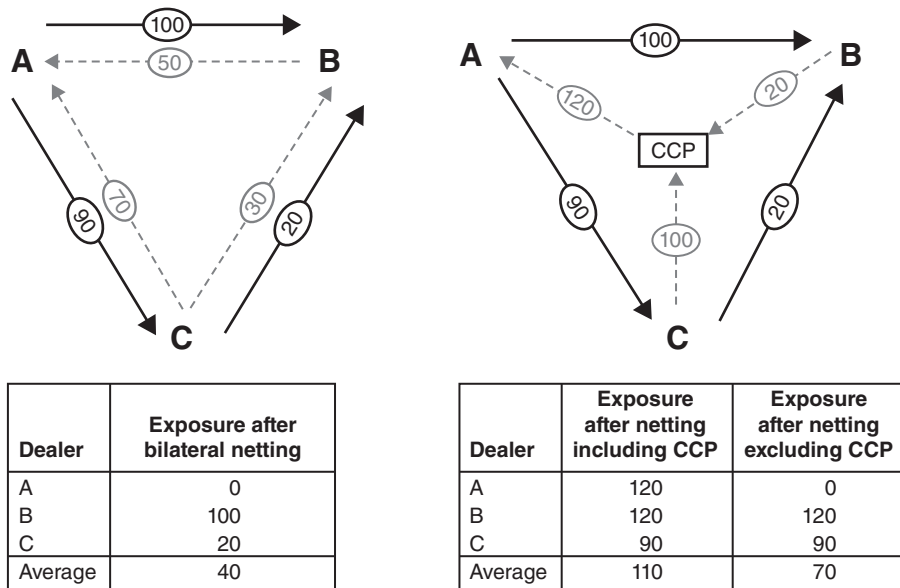 100
A
50
B
70
30
90
20
C
Dealer
Exposure after
bilateral netting
A 0
B 100
C 20
Average 40
100
A
B
120
20
CCP
90
100
20
C
Dealer
Exposure
after netting
including CCP
Exposure
after netting
excluding CCP
A 120 0
B 120 120
C 90 90
Average 110 70